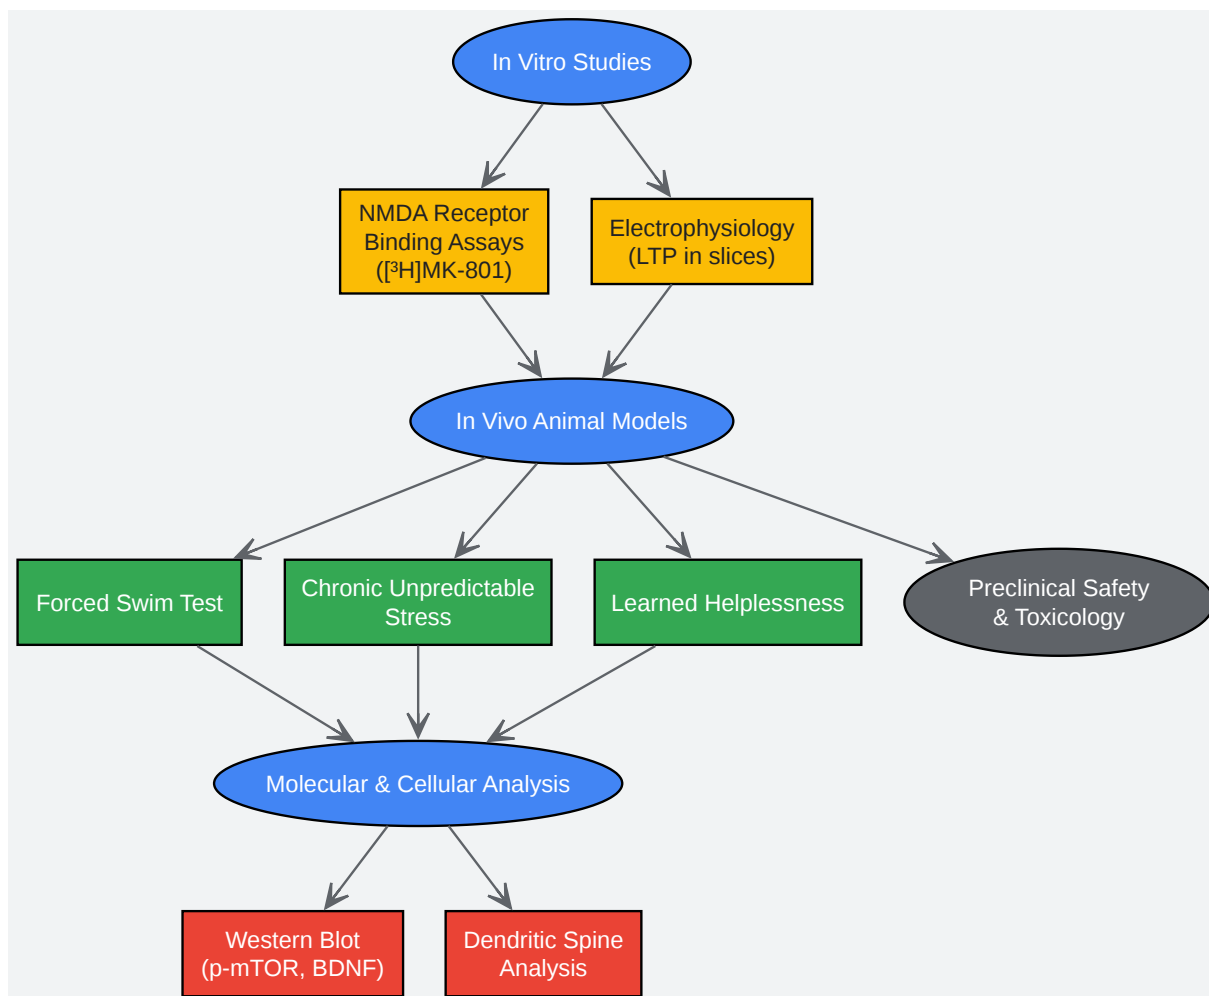 In Vitro Studies
NMDA Receptor
Binding Assays
([³H]MK-801)
Electrophysiology
(LTP in slices)
In Vivo Animal Models
Forced Swim Test
Chronic Unpredictable
Stress
Learned Helplessness
Preclinical Safety
& Toxicology
Molecular & Cellular Analysis
Western Blot
(p-mTOR, BDNF)
Dendritic Spine
Analysis